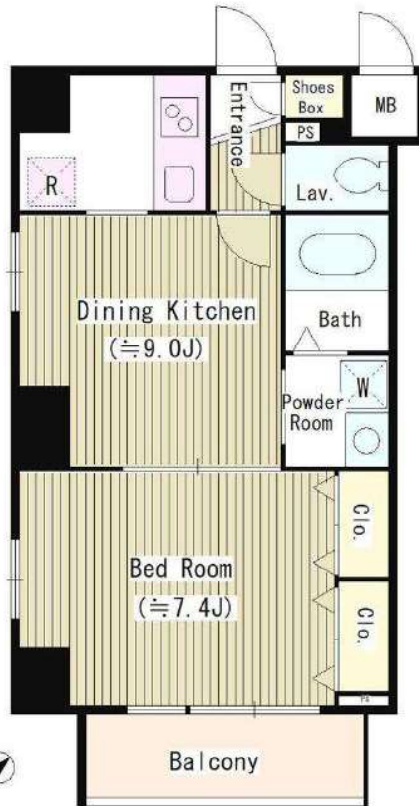 Entrance
Shoes
Box
MB
PS
R
Lav.
Dining Kitchen
(≒9.0J)
Bath
W
Powder
Room
Bed Room
(≒7.4J)
Clo.
Clo.
PS
Balcony